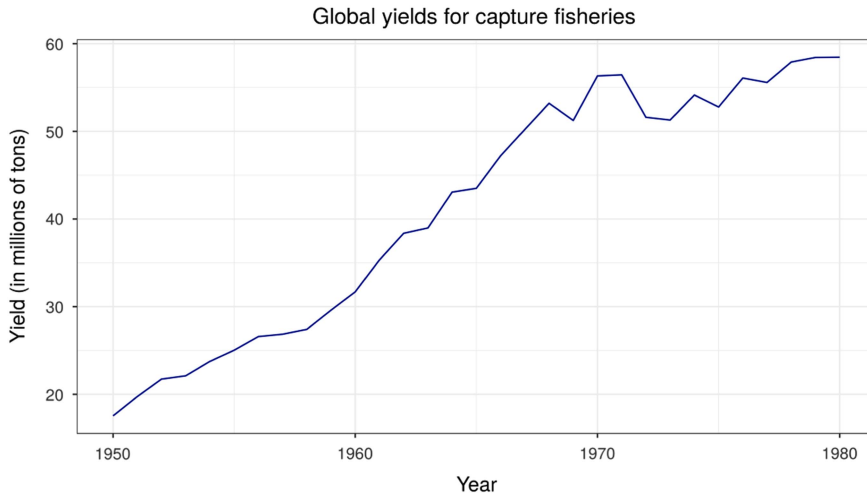 Global yields for capture fisheries
Yield (in millions of tons)
60
50
40
30
20
1950 1960 1970 1980
Year